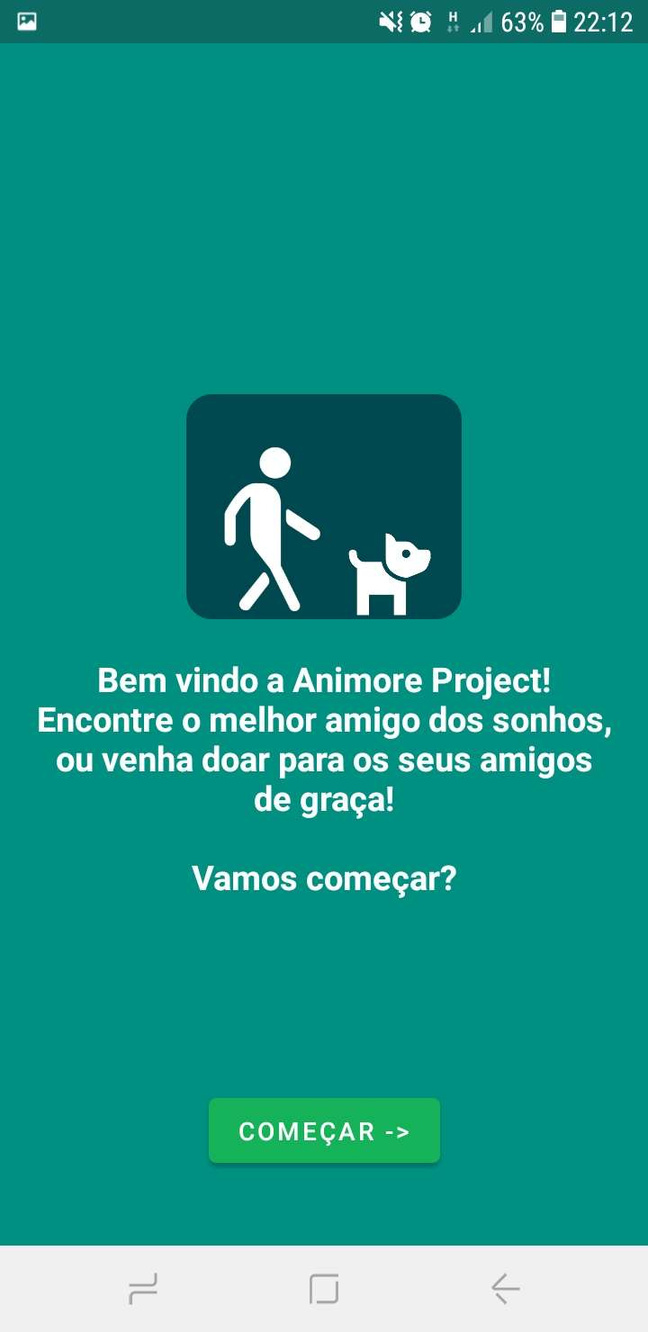 H 63% 22:12
Bem vindo a Animore Project!
Encontre o melhor amigo dos sonhos,
ou venha doar para os seus amigos
de graça!
Vamos começar?
COMEÇAR ->